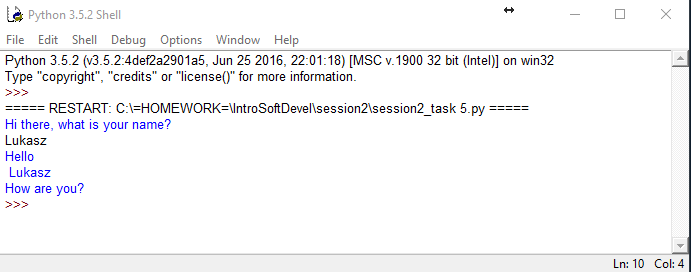 Python 3.5.2 Shell
File Edit Shell Debug Options Window Help
Python 3.5.2 (v3.5.2:4def2a2901a5, Jun 25 2016, 22:01:18) [MSC v.1900 32 bit (Intel)] on win32
Type "copyright", "credits" or "license()" for more information.
>>>
===== RESTART: C:\=HOMEWORK=\IntroSoftDevel\session2\session2_task 5.py =====
Hi there, what is your name?
Lukasz
Hello
 Lukasz
How are you?
>>>
Ln: 10 Col: 4